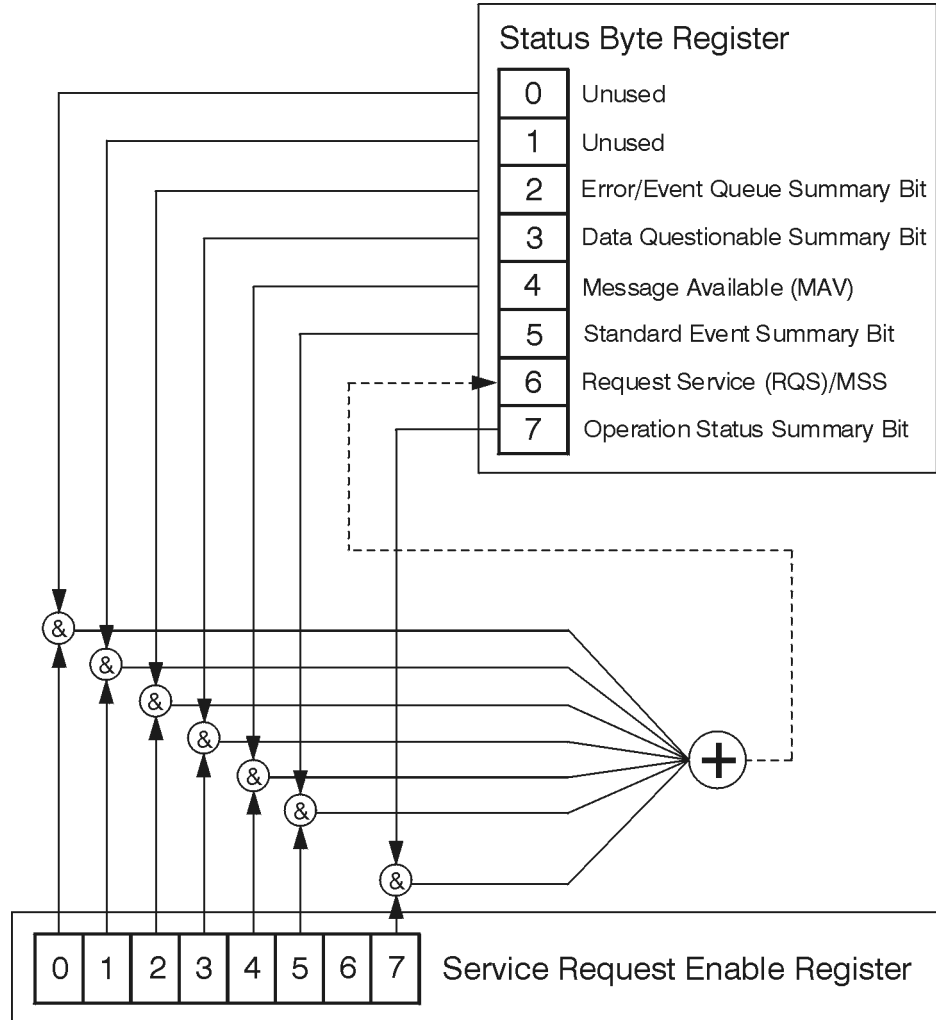 Status Byte Register
0 Unused
1 Unused
2 Error/Event Queue Summary Bit
3 Data Questionable Summary Bit
4 Message Available (MAV)
5 Standard Event Summary Bit
6 Request Service (RQS)/MSS
7 Operation Status Summary Bit
&
&
&
&
&
&
&
+
0 1 2 3 4 5 6 7 Service Request Enable Register